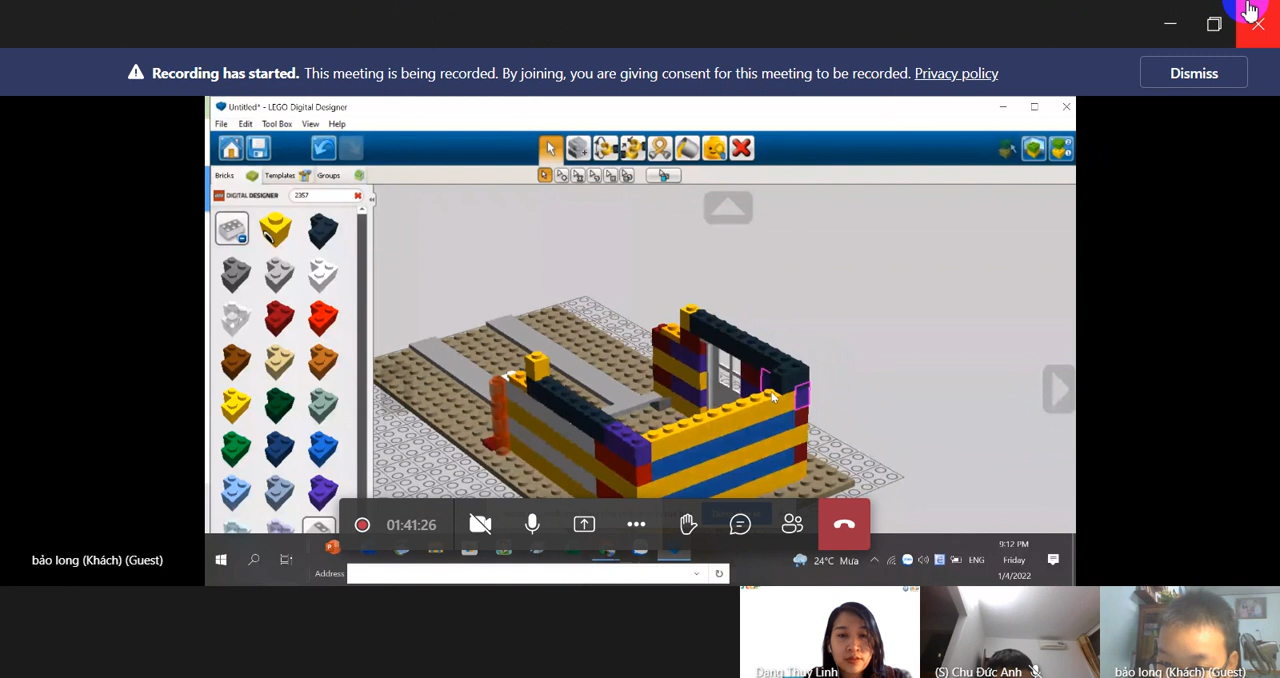 Recording has started. This meeting is being recorded. By joining, you are giving consent for this meeting to be recorded. Privacy policy
Dismiss
Untitled* - LEGO Digital Designer
File Edit Tool Box View Help
Bricks Templates Groups
LEGO DIGITAL DESIGNER 2357
01:41:26
bảo long (Khách) (Guest)
24°C Mưa
ENG
9:12 PM
Friday
1/4/2022
Address
Dang Thuy Linh
(S) Chu Đức Anh
bảo long (Khách) (Guest)